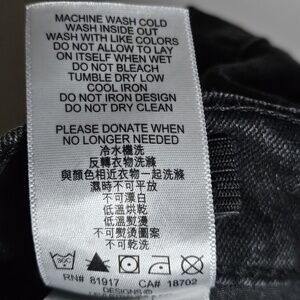 MACHINE WASH COLD
WASH INSIDE OUT
WASH WITH LIKE COLORS
DO NOT ALLOW TO LAY
ON ITSELF WHEN WET
DO NOT BLEACH
TUMBLE DRY LOW
COOL IRON
DO NOT IRON DESIGN
DO NOT DRY CLEAN
PLEASE DONATE WHEN
NO LONGER NEEDED
冷水機洗
反轉衣物洗滌
與顏色相近衣物一起洗滌
濕時不可平放
不可漂白
低溫烘乾
低溫熨燙
不可熨燙圖案
不可乾洗
RN# 81917 CA# 18702
DESIGNS©